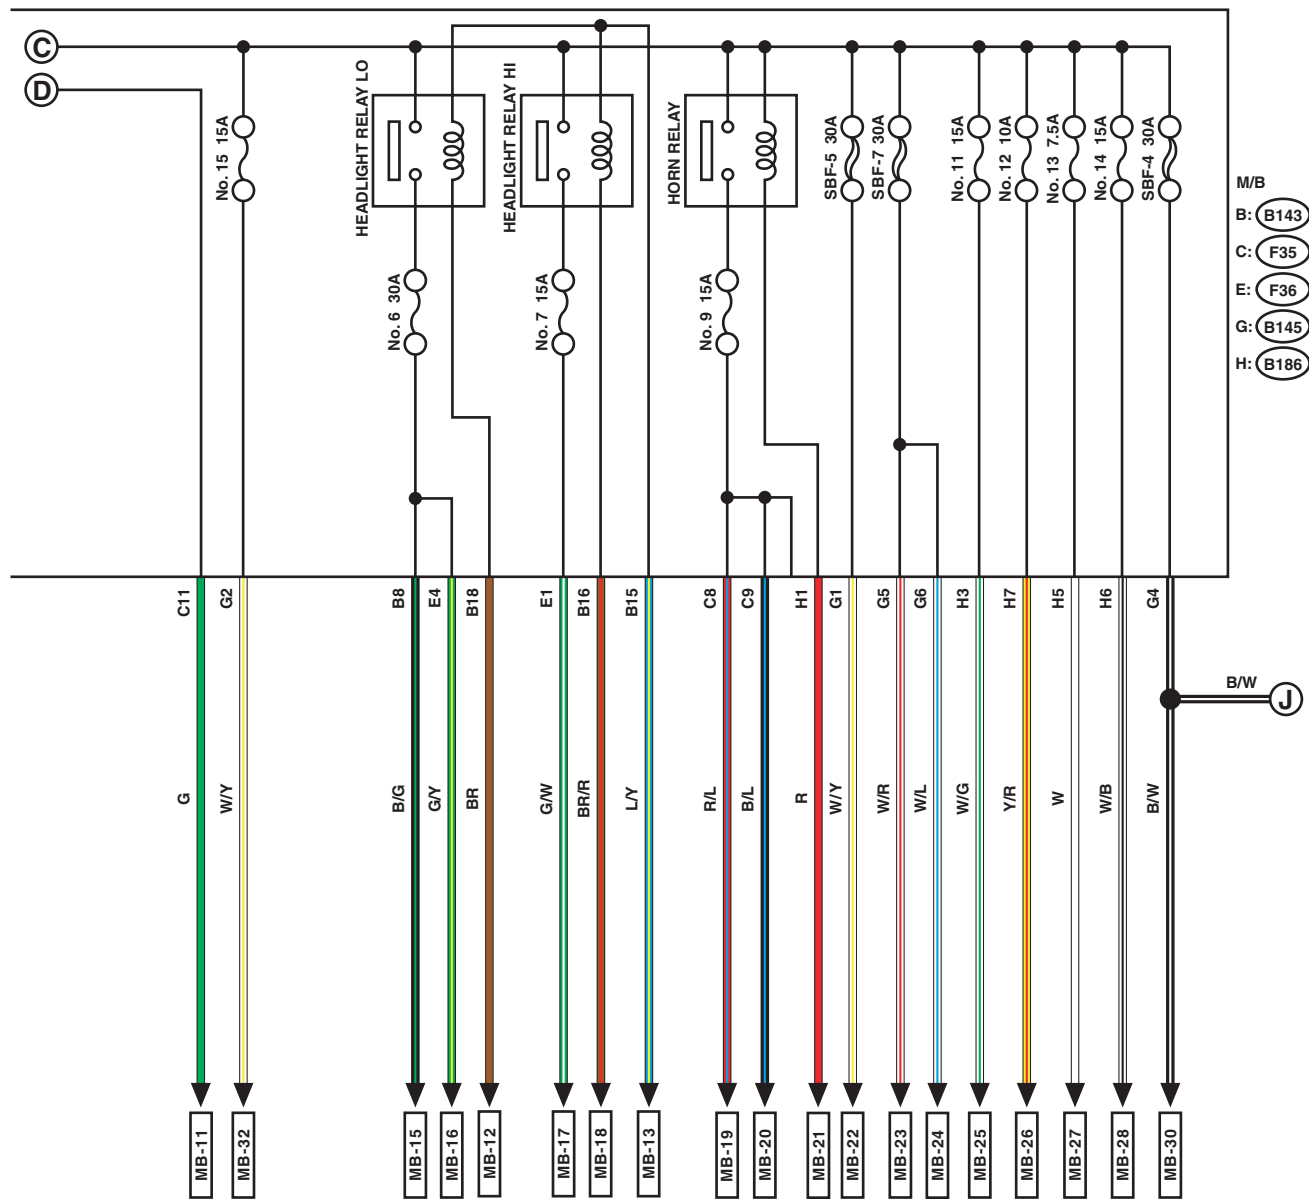 C
D
No. 15 15A
HEADLIGHT RELAY LO
HEADLIGHT RELAY HI
HORN RELAY
SBF-5 30A
SBF-7 30A
No. 11 15A
No. 12 10A
No. 13 7.5A
No. 14 15A
SBF-4 30A
M/B
B: B143
C: F35
E: F36
G: B145
H: B186
No. 6 30A
No. 7 15A
No. 9 15A
C11
G2
B8
E4
B18
E1
B16
B15
C8
C9
H1
G1
G5
G6
H3
H7
H5
H6
G4
B/W
J
G
W/Y
B/G
G/Y
BR
G/W
BR/R
L/Y
R/L
B/L
R
W/Y
W/R
W/L
W/G
Y/R
W
W/B
B/W
MB-11
MB-32
MB-15
MB-16
MB-12
MB-17
MB-18
MB-13
MB-19
MB-20
MB-21
MB-22
MB-23
MB-24
MB-25
MB-26
MB-27
MB-28
MB-30